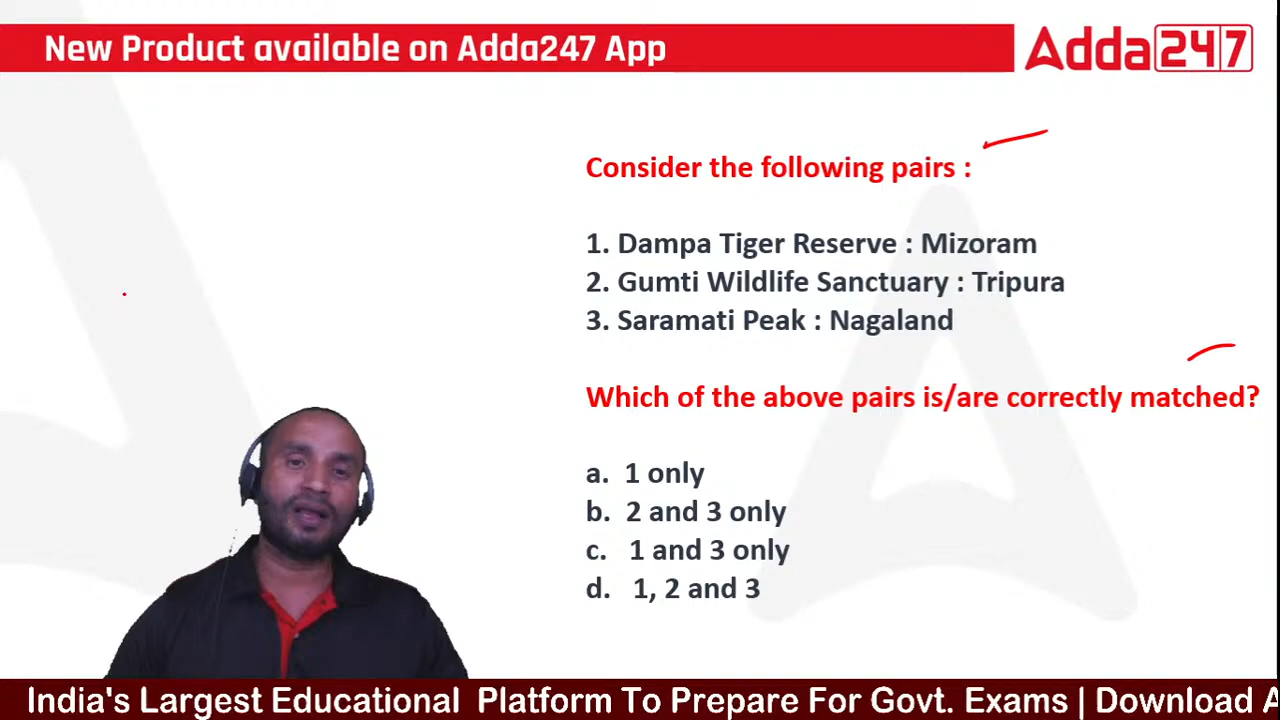 New Product available on Adda247 App
Adda247
Consider the following pairs :
1. Dampa Tiger Reserve : Mizoram
2. Gumti Wildlife Sanctuary : Tripura
3. Saramati Peak : Nagaland
Which of the above pairs is/are correctly matched?
a. 1 only
b. 2 and 3 only
c. 1 and 3 only
d. 1, 2 and 3
India's Largest Educational Platform To Prepare For Govt. Exams | Download A